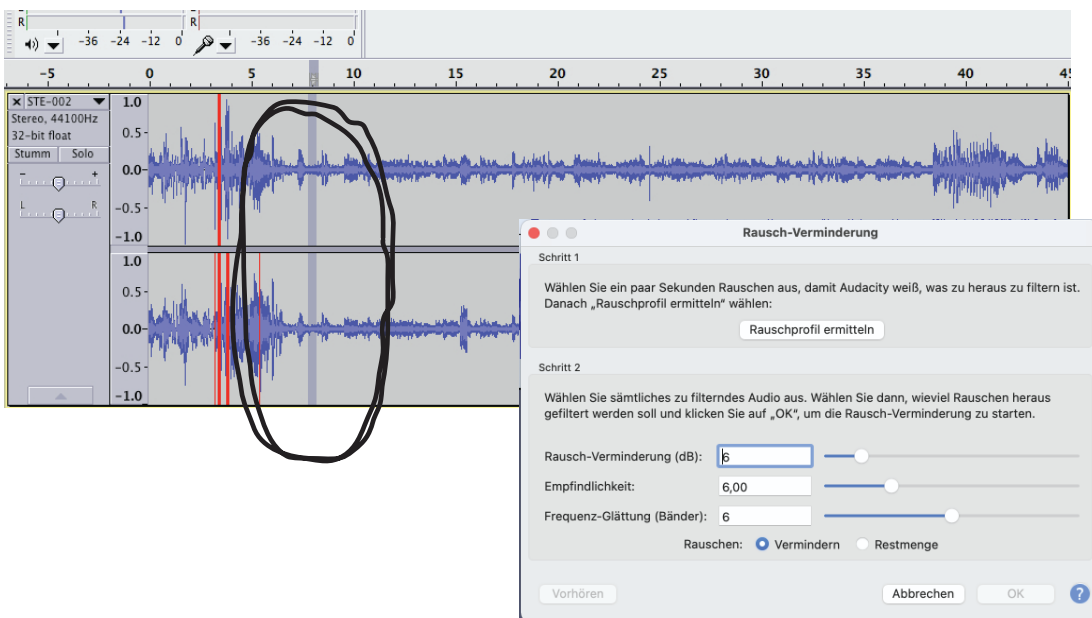 R R
-36 -24 -12 0 -36 -24 -12 0
-5 0 5 10 15 20 25 30 35 40 45
STE-002
Stereo, 44100Hz
32-bit float
Stumm Solo
- +
L R
1.0
0.5-
0.0-
-0.5-
-1.0
1.0
0.5-
0.0-
-0.5-
-1.0
Rausch-Verminderung
Schritt 1
Wählen Sie ein paar Sekunden Rauschen aus, damit Audacity weiß, was zu heraus zu filtern ist.
Danach „Rauschprofil ermitteln" wählen:
Rauschprofil ermitteln
Schritt 2
Wählen Sie sämtliches zu filterndes Audio aus. Wählen Sie dann, wieviel Rauschen heraus
gefiltert werden soll und klicken Sie auf „OK", um die Rausch-Verminderung zu starten.
Rausch-Verminderung (dB): 6
Empfindlichkeit: 6,00
Frequenz-Glättung (Bänder): 6
Rauschen: Vermindern Restmenge
Vorhören Abbrechen OK ?